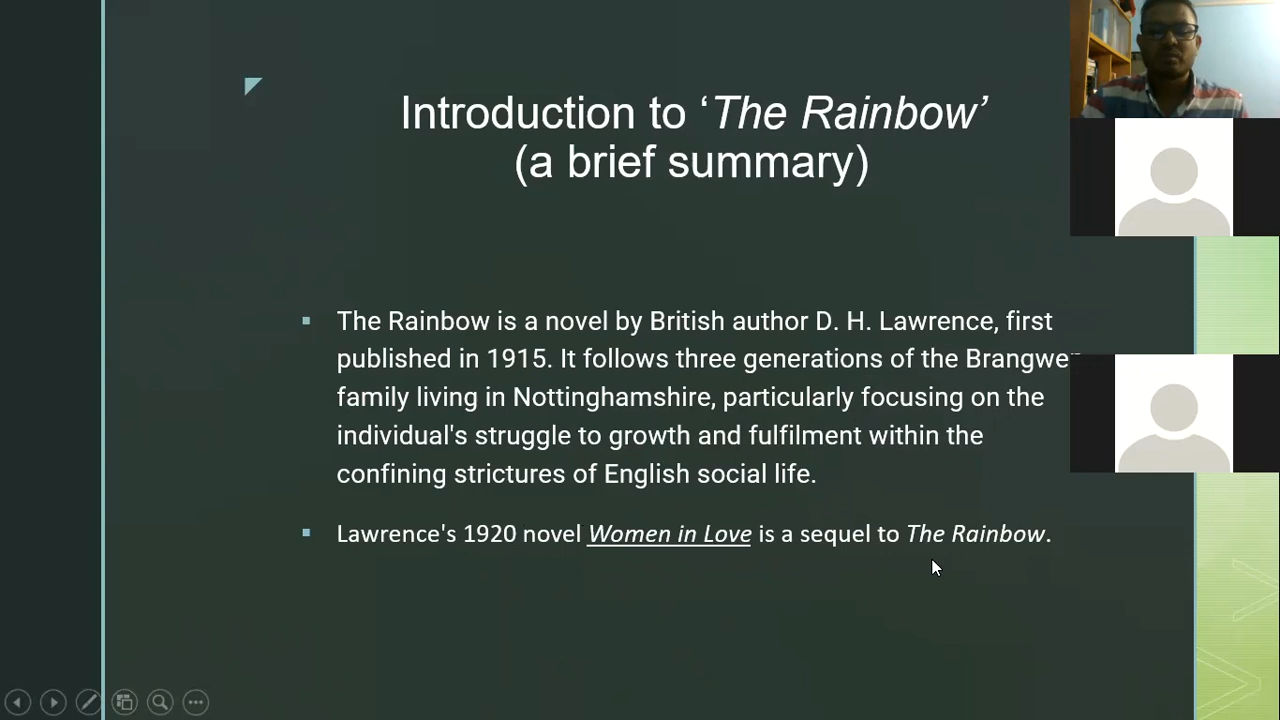 Introduction to ‘The Rainbow’
(a brief summary)
The Rainbow is a novel by British author D. H. Lawrence, first
published in 1915. It follows three generations of the Brangwen
family living in Nottinghamshire, particularly focusing on the
individual's struggle to growth and fulfilment within the
confining strictures of English social life.
Lawrence's 1920 novel Women in Love is a sequel to The Rainbow.